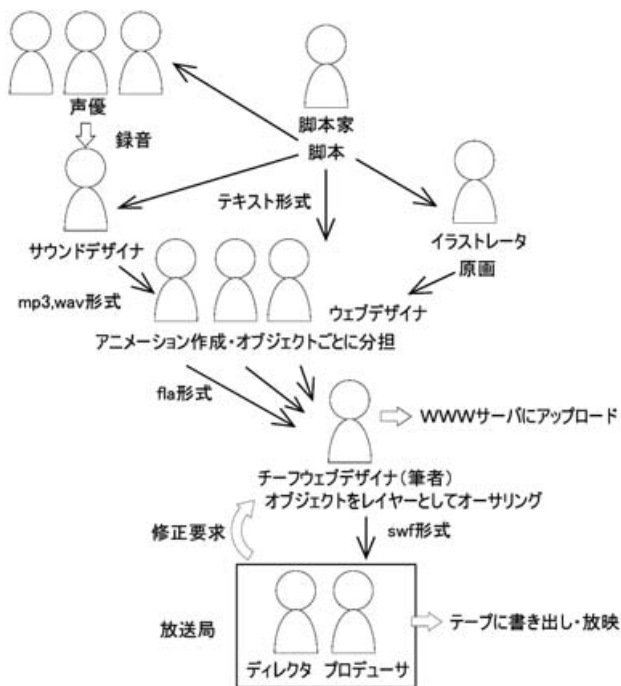 声優
脚本家
録音
脚本
テキスト形式
イラストレータ
サウンドデザイナ
原画
mp3,wav形式
ウェブデザイナ
アニメーション作成・オブジェクトごとに分担
fla形式
WWWサーバにアップロード
チーフウェブデザイナ(筆者)
オブジェクトをレイヤーとしてオーサリング
修正要求
swf形式
放送局
テープに書き出し・放映
ディレクタ プロデューサ